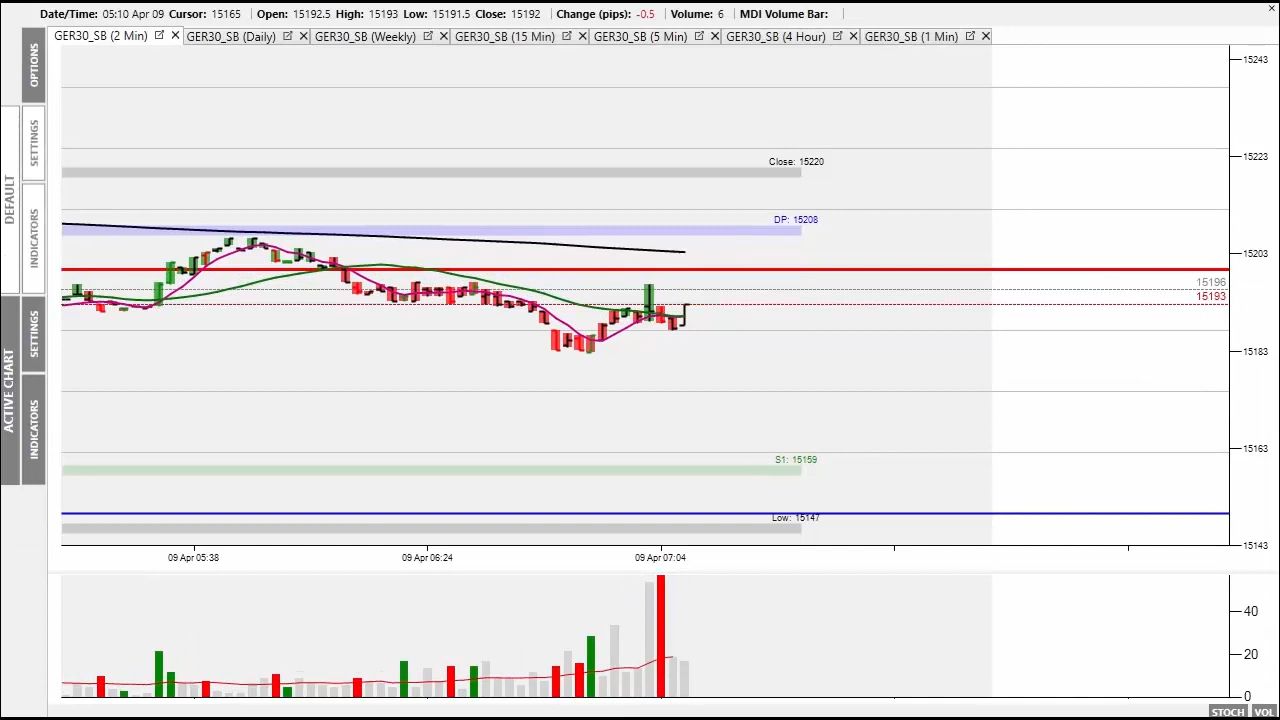 Date/Time: 05:10 Apr 09 Cursor: 15165 Open: 15192.5 High: 15193 Low: 15191.5 Close: 15192 Change (pips): -0.5 Volume: 6 MDI Volume Bar:
GER30_SB (2 Min) GER30_SB (Daily) GER30_SB (Weekly) GER30_SB (15 Min) GER30_SB (5 Min) GER30_SB (4 Hour) GER30_SB (1 Min)
OPTIONS
SETTINGS
DEFAULT
INDICATORS
SETTINGS
ACTIVE CHART
INDICATORS
15243
Close: 15220
15223
DP: 15208
15203
15196
15193
15183
S1: 15159
15163
Low: 15147
15143
09 Apr 05:38 09 Apr 06:24 09 Apr 07:04
40
20
0
STOCH VOL